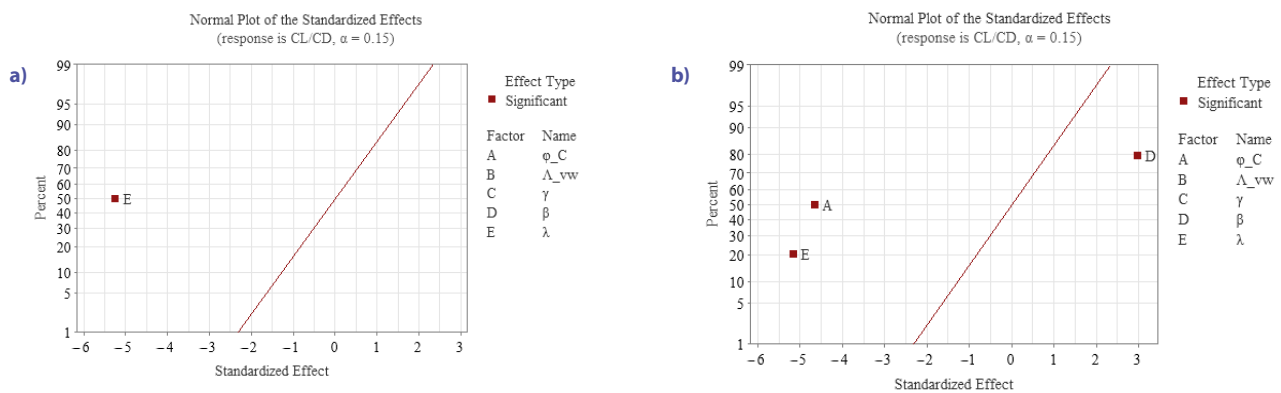 a)
Normal Plot of the Standardized Effects
(response is CL/CD, α = 0.15)
99
95
90
80
70
60
50
40
30
20
10
5
1
Percent
E
−6 −5 −4 −3 −2 −1 0 1 2 3
Standardized Effect
Effect Type
Significant
Factor Name
A φ_C
B Λ_vw
C γ
D β
E λ
b)
Normal Plot of the Standardized Effects
(response is CL/CD, α = 0.15)
99
95
90
80
70
60
50
40
30
20
10
5
1
Percent
D
A
E
−6 −5 −4 −3 −2 −1 0 1 2 3
Standardized Effect
Effect Type
Significant
Factor Name
A φ_C
B Λ_vw
C γ
D β
E λ